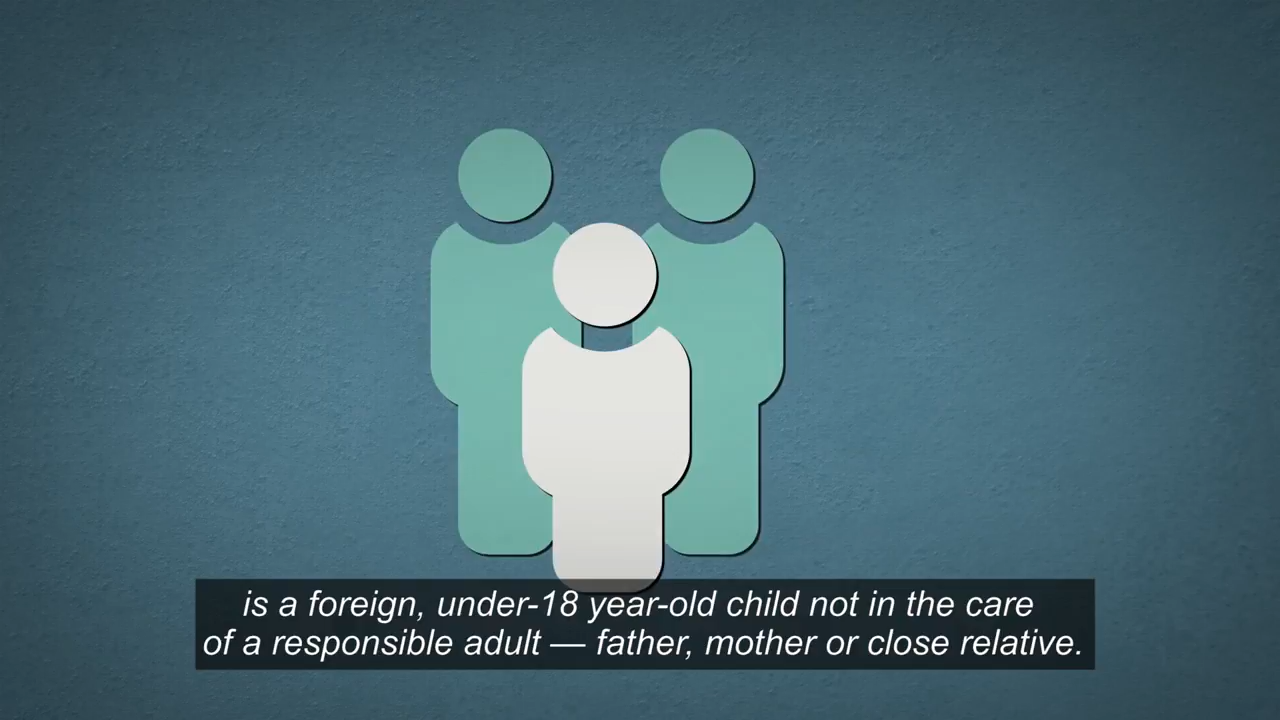 is a foreign, under-18 year-old child not in the care
of a responsible adult — father, mother or close relative.